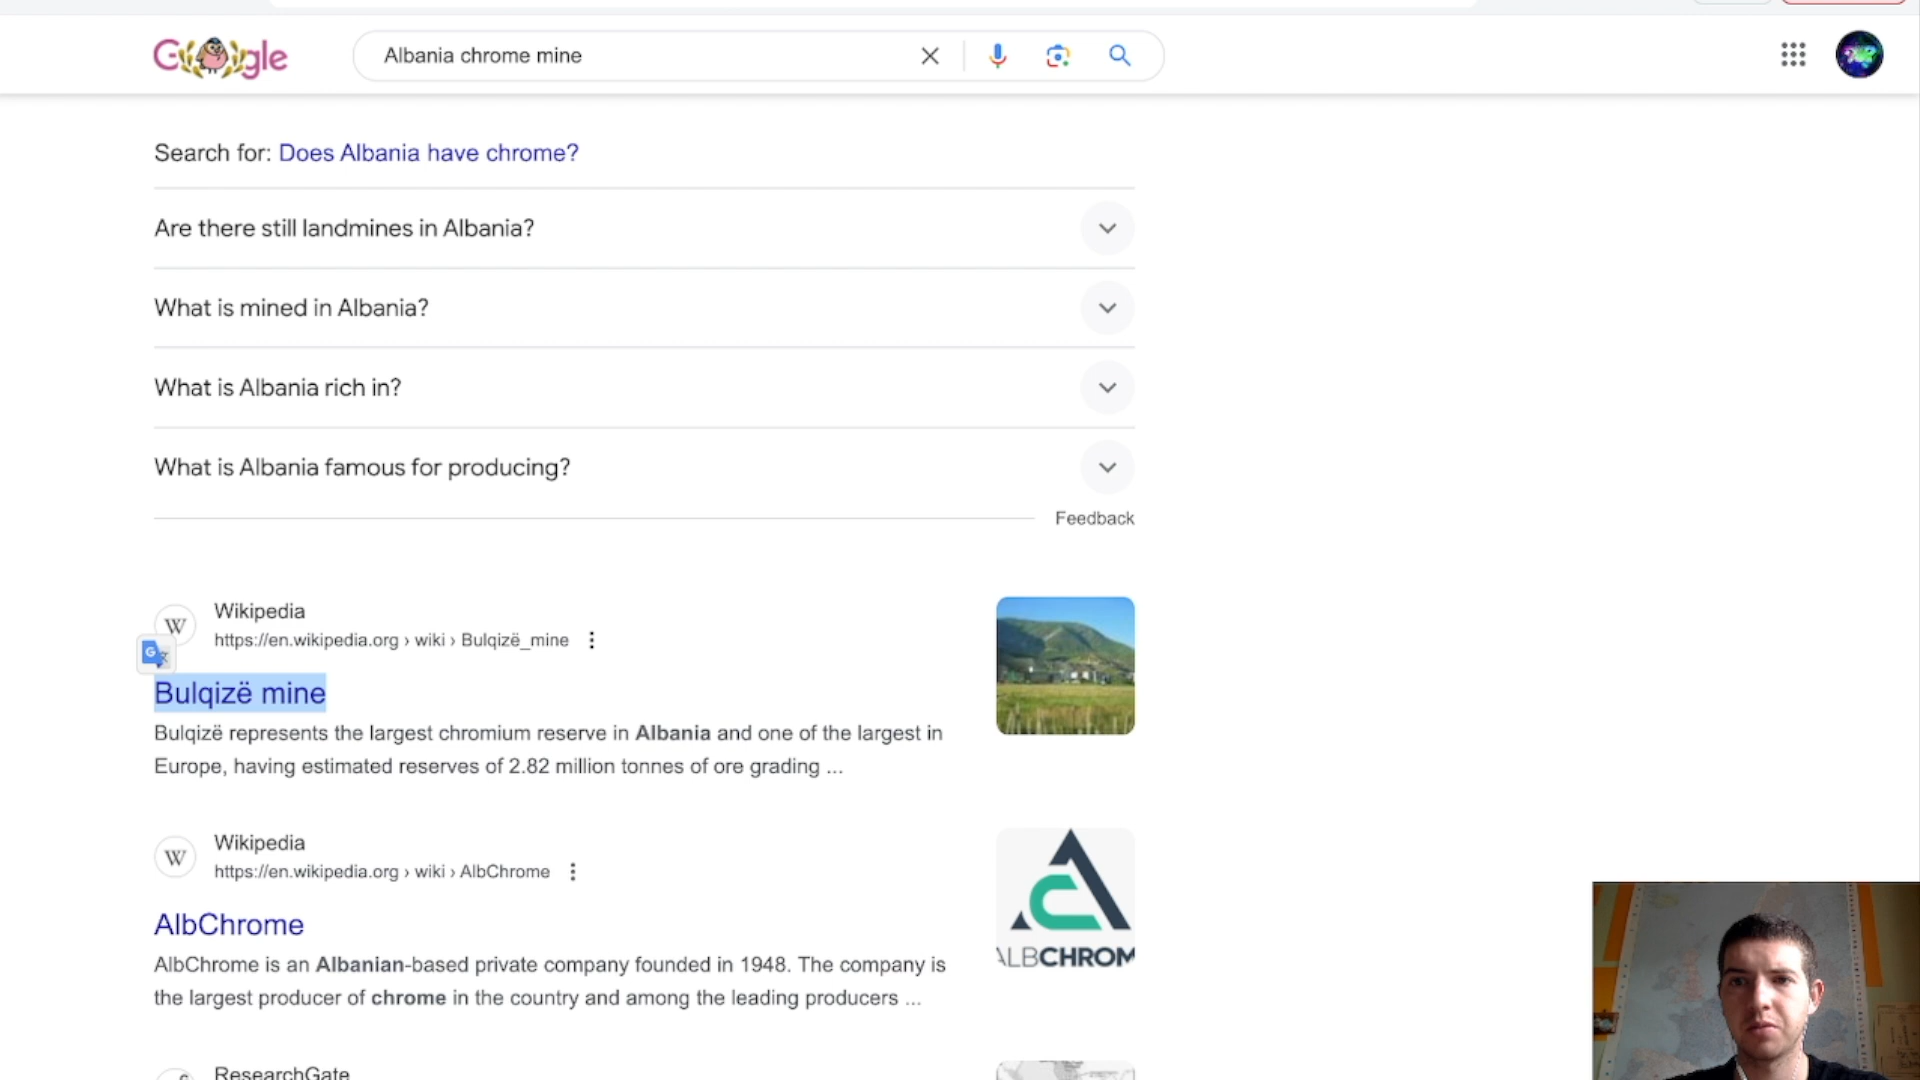 Google
Albania chrome mine
Search for: Does Albania have chrome?
Are there still landmines in Albania?
What is mined in Albania?
What is Albania rich in?
What is Albania famous for producing?
Feedback
Wikipedia
https://en.wikipedia.org › wiki › Bulqizë_mine
Bulqizë mine
Bulqizë represents the largest chromium reserve in Albania and one of the largest in
Europe, having estimated reserves of 2.82 million tonnes of ore grading ...
Wikipedia
https://en.wikipedia.org › wiki › AlbChrome
AlbChrome
AlbChrome is an Albanian-based private company founded in 1948. The company is
the largest producer of chrome in the country and among the leading producers ...
ALBCHROM
ResearchGate